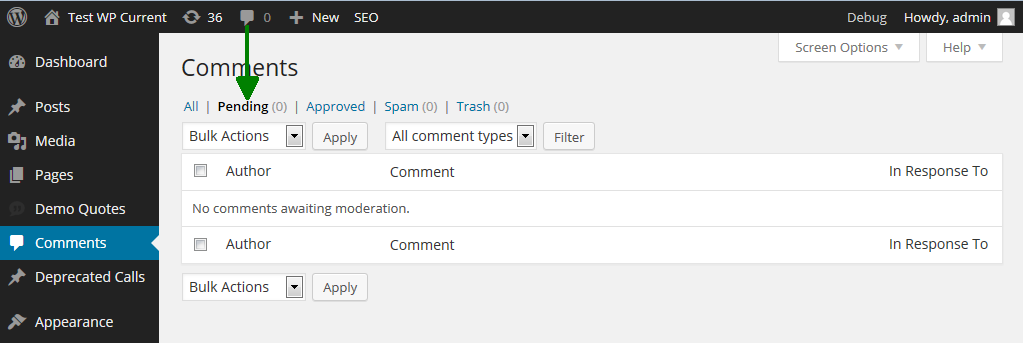 Test WP Current 36 0 New SEO Debug Howdy, admin
Screen Options Help
Dashboard
Posts
Media
Pages
Demo Quotes
Comments
Deprecated Calls
Appearance
Comments
All | Pending (0) | Approved | Spam (0) | Trash (0)
Bulk Actions Apply All comment types Filter
Author Comment In Response To
No comments awaiting moderation.
Author Comment In Response To
Bulk Actions Apply